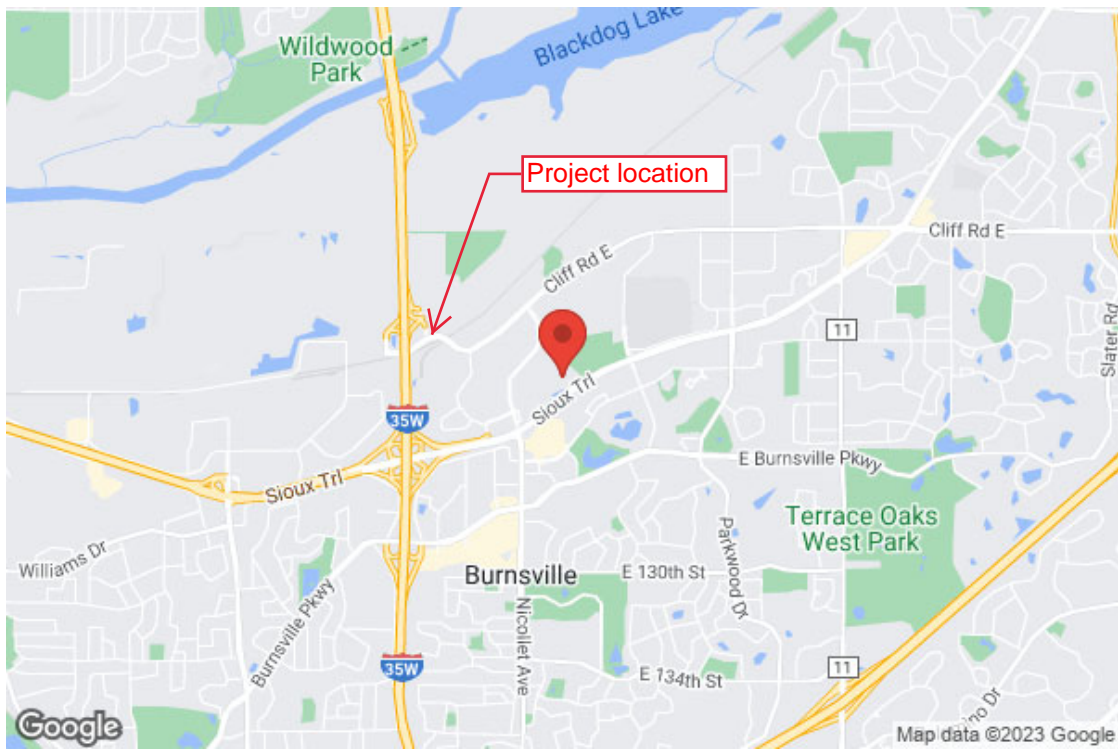 Wildwood
Park
Blackdog Lake
Project location
Cliff Rd E
Cliff Rd E
11
Slater Rd
35W
Sioux Trl
Sioux Trl
E Burnsville Pkwy
Terrace Oaks
West Park
Williams Dr
Burnsville
E 130th St
Parkwood Dr
Burnsville Pkwy
Nicollet Ave
35W
E 134th St
11
ino Dr
Google
Map data ©2023 Google